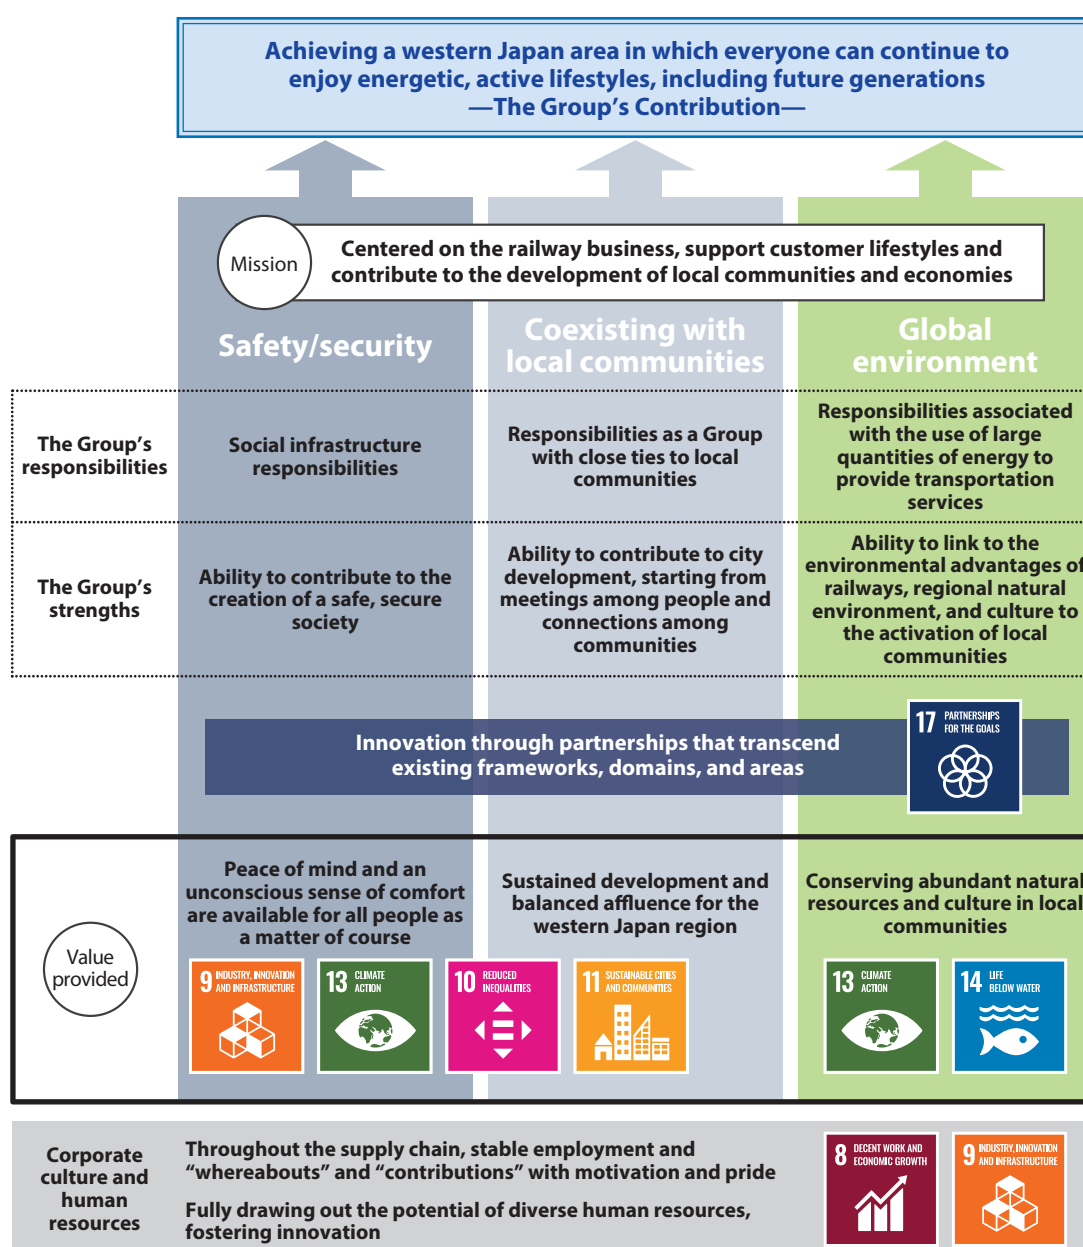 Achieving a western Japan area in which everyone can continue to
enjoy energetic, active lifestyles, including future generations
—The Group's Contribution—
Mission
Centered on the railway business, support customer lifestyles and
contribute to the development of local communities and economies
Safety/security
Coexisting with
local communities
Global
environment
The Group's
responsibilities
Social infrastructure
responsibilities
Responsibilities as a Group
with close ties to local
communities
Responsibilities associated
with the use of large
quantities of energy to
provide transportation
services
The Group's
strengths
Ability to contribute to the
creation of a safe, secure
society
Ability to contribute to city
development, starting from
meetings among people and
connections among
communities
Ability to link to the
environmental advantages of
railways, regional natural
environment, and culture to
the activation of local
communities
Innovation through partnerships that transcend
existing frameworks, domains, and areas
17 PARTNERSHIPS
FOR THE GOALS
Value
provided
Peace of mind and an
unconscious sense of comfort
are available for all people as
a matter of course
Sustained development and
balanced affluence for the
western Japan region
Conserving abundant natural
resources and culture in local
communities
9 INDUSTRY, INNOVATION
AND INFRASTRUCTURE
13 CLIMATE
ACTION
10 REDUCED
INEQUALITIES
11 SUSTAINABLE CITIES
AND COMMUNITIES
13 CLIMATE
ACTION
14 LIFE
BELOW WATER
Corporate
culture and
human
resources
Throughout the supply chain, stable employment and
“whereabouts” and “contributions” with motivation and pride
Fully drawing out the potential of diverse human resources,
fostering innovation
8 DECENT WORK AND
ECONOMIC GROWTH
9 INDUSTRY, INNOVATION
AND INFRASTRUCTURE